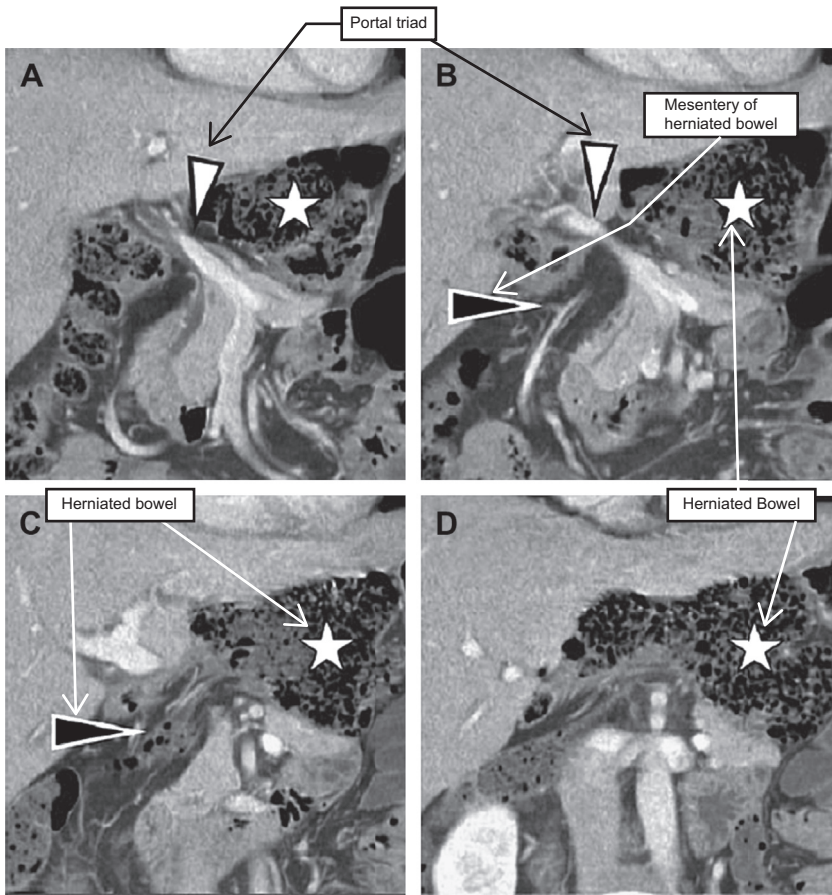 Portal triad
A
B
Mesentery of
herniated bowel
Herniated bowel
Herniated Bowel
C
D